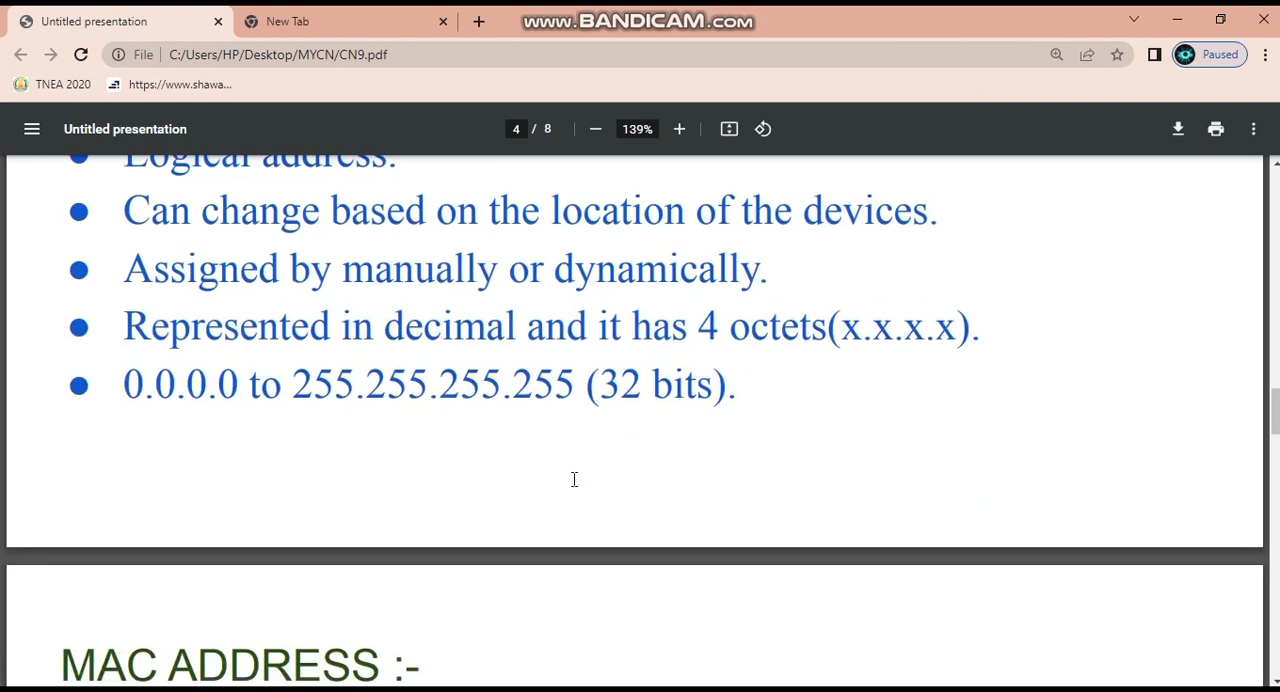 Untitled presentation
New Tab
www.BANDICAM.com
File
C:/Users/HP/Desktop/MYCN/CN9.pdf
Paused
TNEA 2020
https://www.shawa...
Untitled presentation
4 / 8
139%
Logical address.
● Can change based on the location of the devices.
● Assigned by manually or dynamically.
● Represented in decimal and it has 4 octets(x.x.x.x).
● 0.0.0.0 to 255.255.255.255 (32 bits).
MAC ADDRESS :-